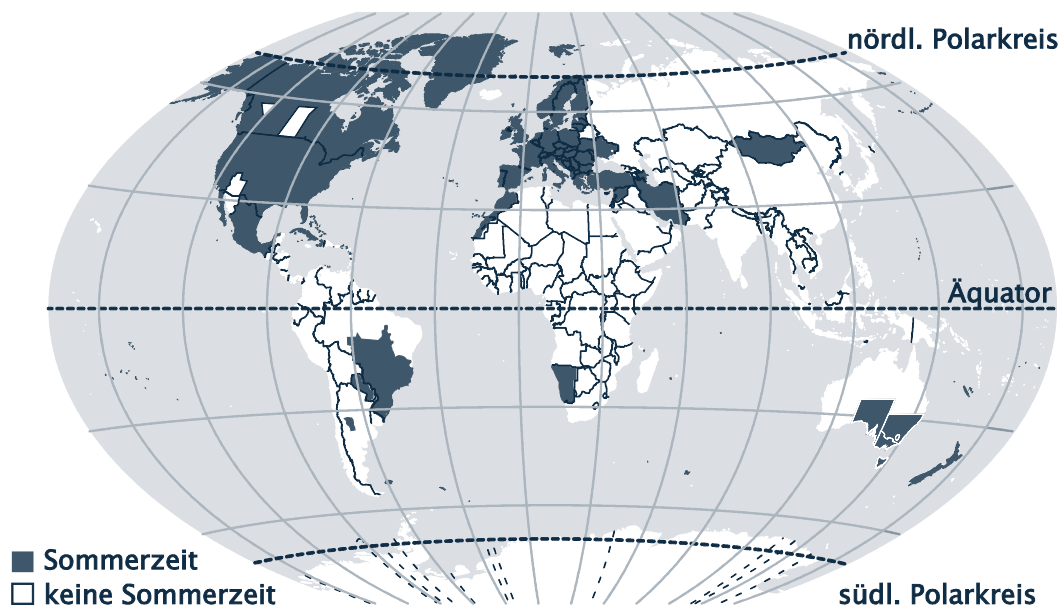 nördl. Polarkreis
Äquator
Sommerzeit
keine Sommerzeit
südl. Polarkreis